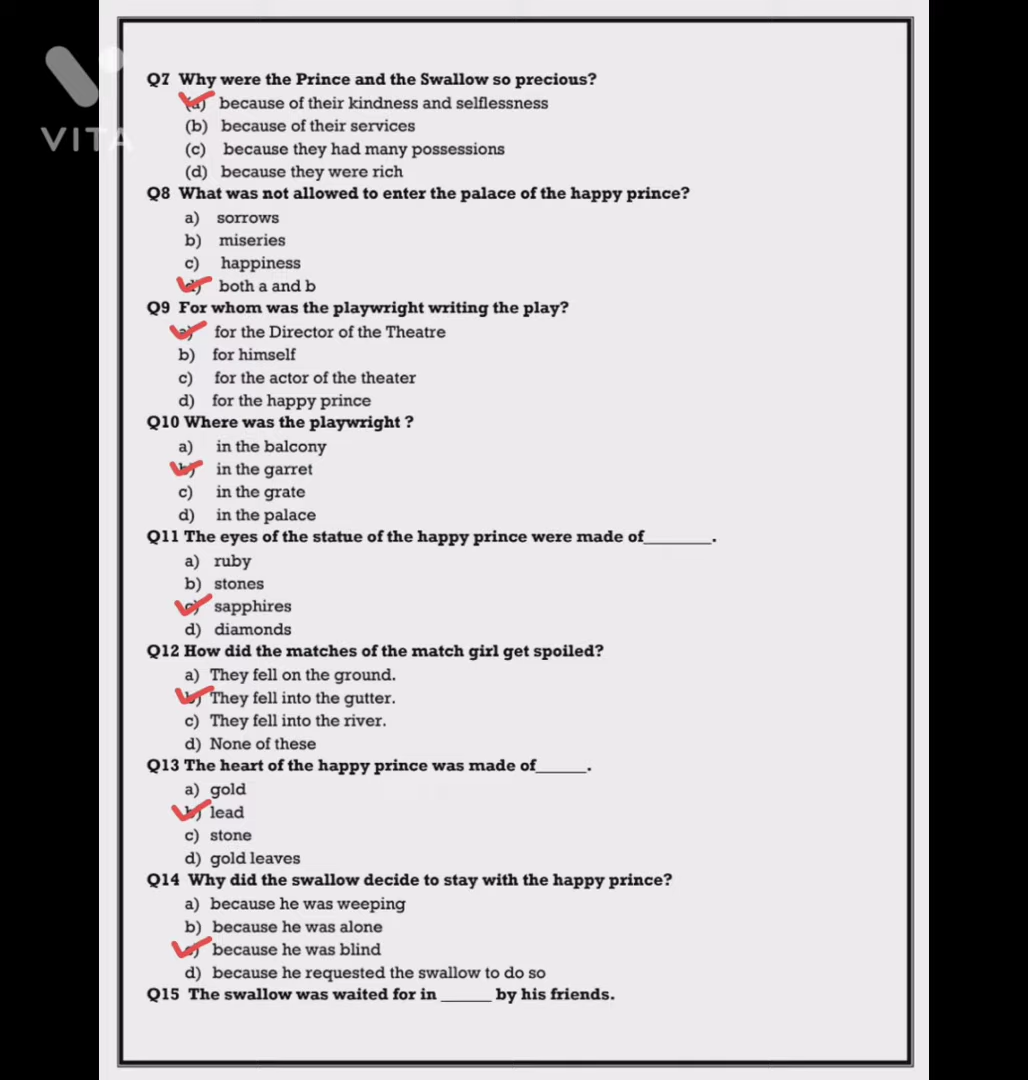 VITA
Q7 Why were the Prince and the Swallow so precious?
(a) because of their kindness and selflessness
(b) because of their services
(c) because they had many possessions
(d) because they were rich
Q8 What was not allowed to enter the palace of the happy prince?
a) sorrows
b) miseries
c) happiness
d) both a and b
Q9 For whom was the playwright writing the play?
a) for the Director of the Theatre
b) for himself
c) for the actor of the theater
d) for the happy prince
Q10 Where was the playwright ?
a) in the balcony
b) in the garret
c) in the grate
d) in the palace
Q11 The eyes of the statue of the happy prince were made of________.
a) ruby
b) stones
c) sapphires
d) diamonds
Q12 How did the matches of the match girl get spoiled?
a) They fell on the ground.
b) They fell into the gutter.
c) They fell into the river.
d) None of these
Q13 The heart of the happy prince was made of______.
a) gold
b) lead
c) stone
d) gold leaves
Q14 Why did the swallow decide to stay with the happy prince?
a) because he was weeping
b) because he was alone
c) because he was blind
d) because he requested the swallow to do so
Q15 The swallow was waited for in ______ by his friends.